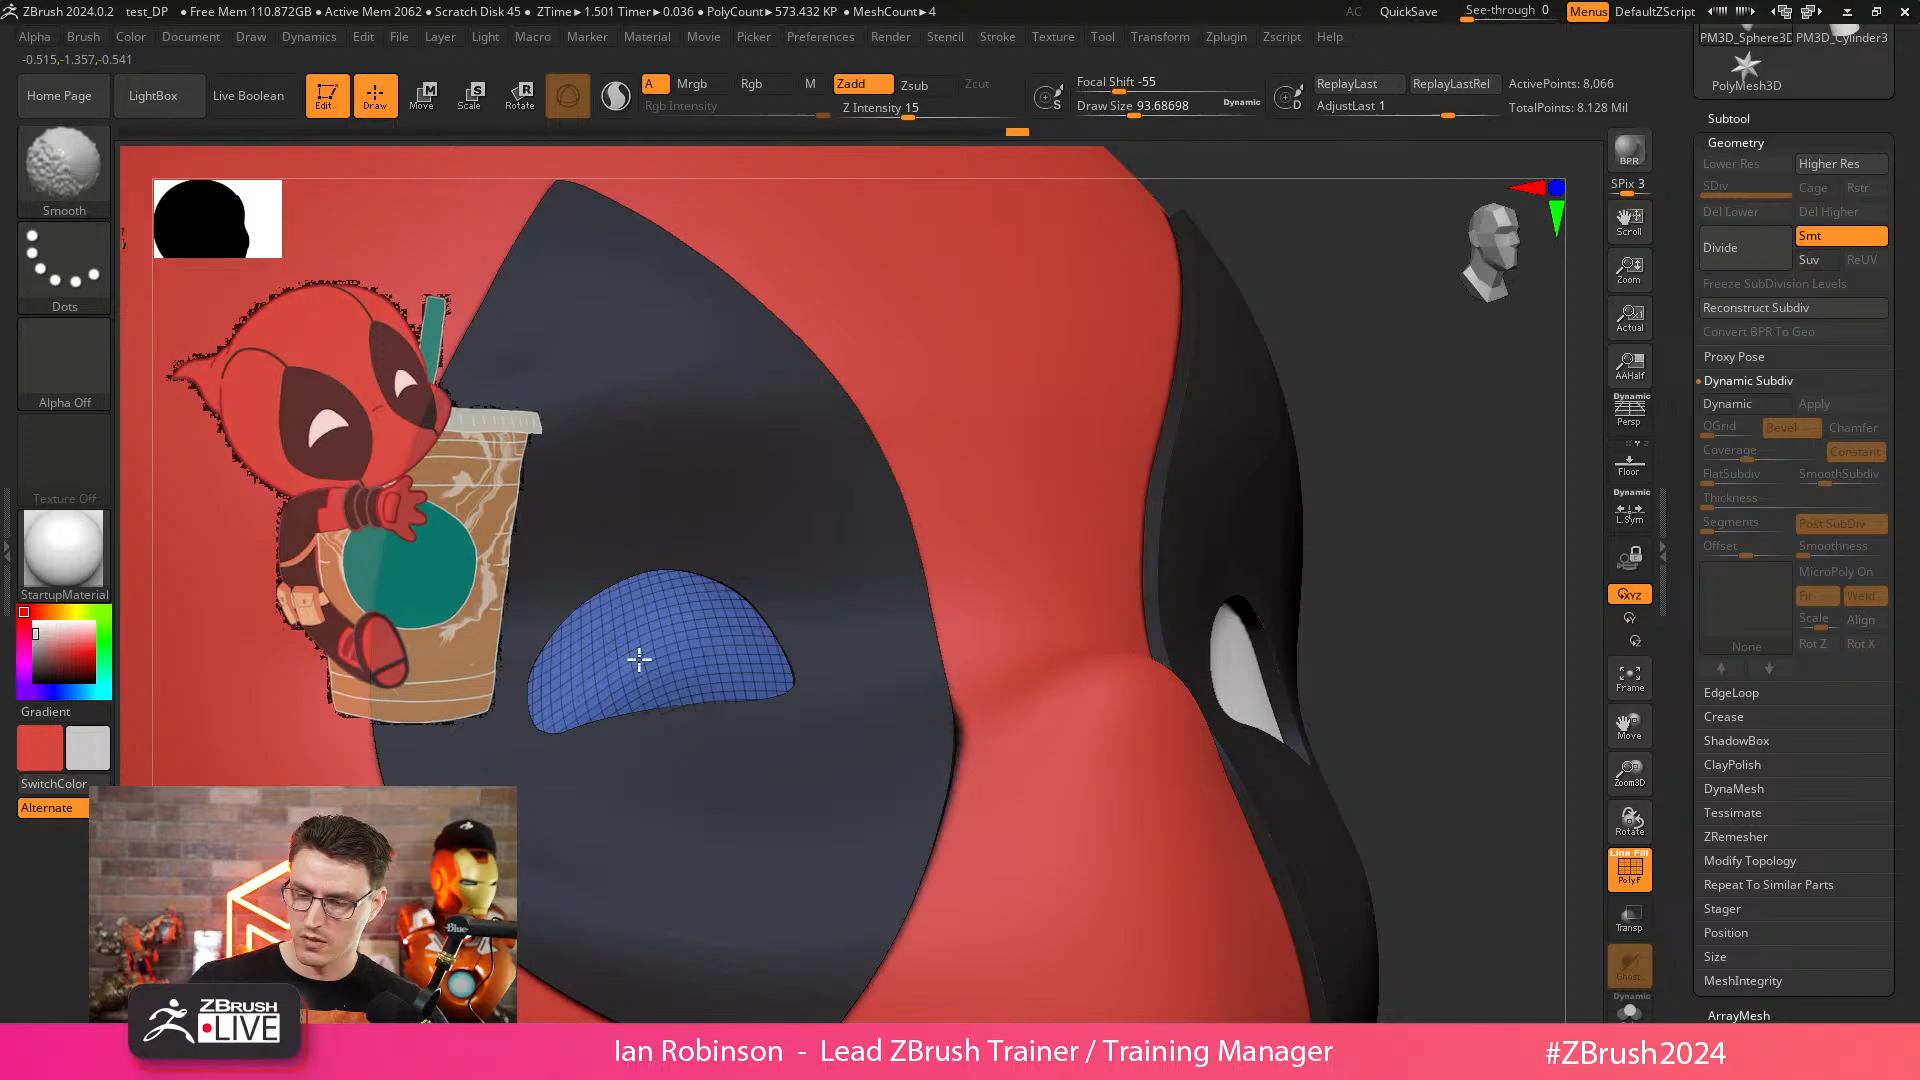 ZBrush 2024.0.2 test_DP • Free Mem 110.872GB • Active Mem 2062 • Scratch Disk 45 • ZTime►1.501 Timer►0.036 • PolyCount►573.432 KP • MeshCount►4
AC QuickSave See-through 0 Menus DefaultZScript
Alpha Brush Color Document Draw Dynamics Edit File Layer Light Macro Marker Material Movie Picker Preferences Render Stencil Stroke Texture Tool Transform Zplugin Zscript Help
-0.515,-1.357,-0.541
Home Page LightBox Live Boolean Edit Draw Move Scale Rotate
A Mrgb Rgb M Zadd Zsub Zcut
Rgb Intensity Z Intensity 15
Focal Shift -55
Draw Size 93.68698 Dynamic
ReplayLast ReplayLastRel ActivePoints: 8,066
AdjustLast 1 TotalPoints: 8.128 Mil
Smooth
Dots
Alpha Off
Texture Off
StartupMaterial
Gradient
SwitchColor
Alternate
BPR
SPix 3
Scroll
Zoom
Actual
AAHalf
Dynamic
Persp
Floor
Dynamic
L.Sym
XYZ
Frame
Move
Zoom3D
Rotate
Line Fill
PolyF
Transp
Ghost
Dynamic
PM3D_Sphere3D PM3D_Cylinder3
PolyMesh3D
Subtool
Geometry
Lower Res Higher Res
SDiv Cage Rstr
Del Lower Del Higher
Divide Smt
Suv ReUV
Freeze SubDivision Levels
Reconstruct Subdiv
Convert BPR To Geo
Proxy Pose
Dynamic Subdiv
Dynamic Apply
QGrid Bevel Chamfer
Coverage Constant
FlatSubdiv SmoothSubdiv
Thickness
Segments Post SubDiv
Offset Smoothness
MicroPoly On
Fit Weld
Scale Align
None Rot Z Rot X
EdgeLoop
Crease
ShadowBox
ClayPolish
DynaMesh
Tessimate
ZRemesher
Modify Topology
Repeat To Similar Parts
Stager
Position
Size
MeshIntegrity
ArrayMesh
Blue
ZBRUSH
LIVE
Ian Robinson - Lead ZBrush Trainer / Training Manager
#ZBrush2024